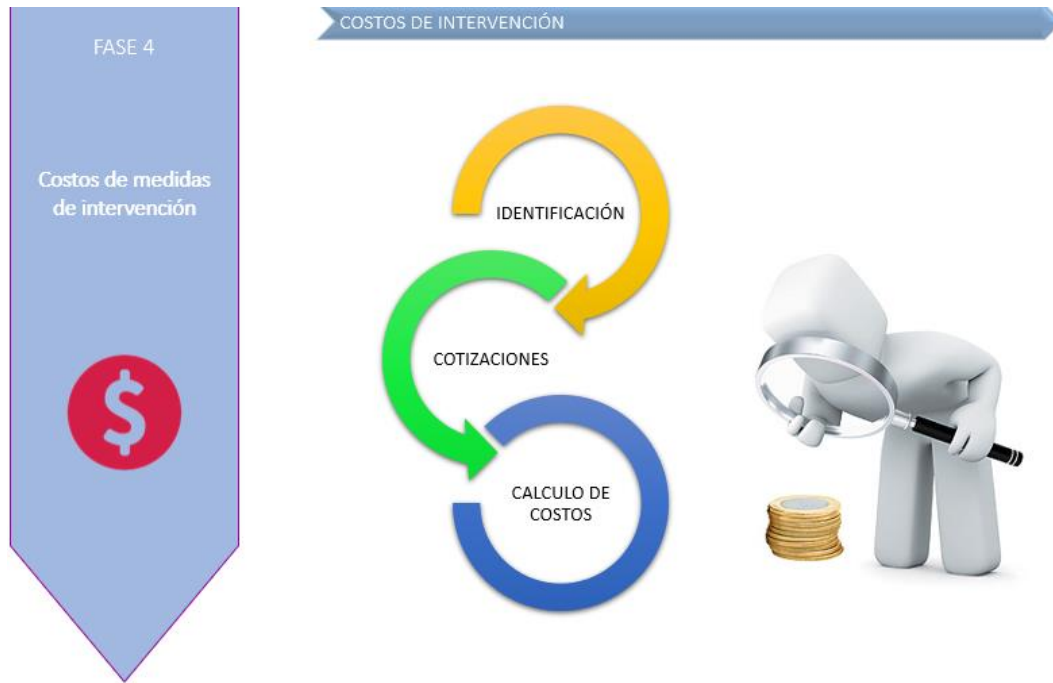 FASE 4
Costos de medidas
de intervención
$
COSTOS DE INTERVENCIÓN
IDENTIFICACIÓN
COTIZACIONES
CALCULO DE
COSTOS